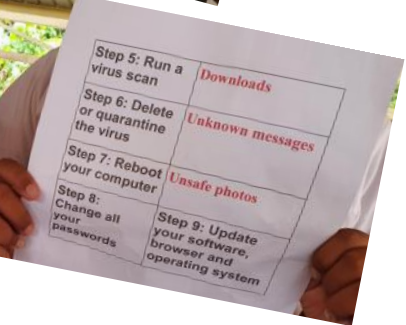 Step 5: Run a
virus scan
Downloads
Step 6: Delete
or quarantine
the virus
Unknown messages
Step 7: Reboot
your computer
Unsafe photos
Step 8:
Change all
your
passwords
Step 9: Update
your software,
browser and
operating system